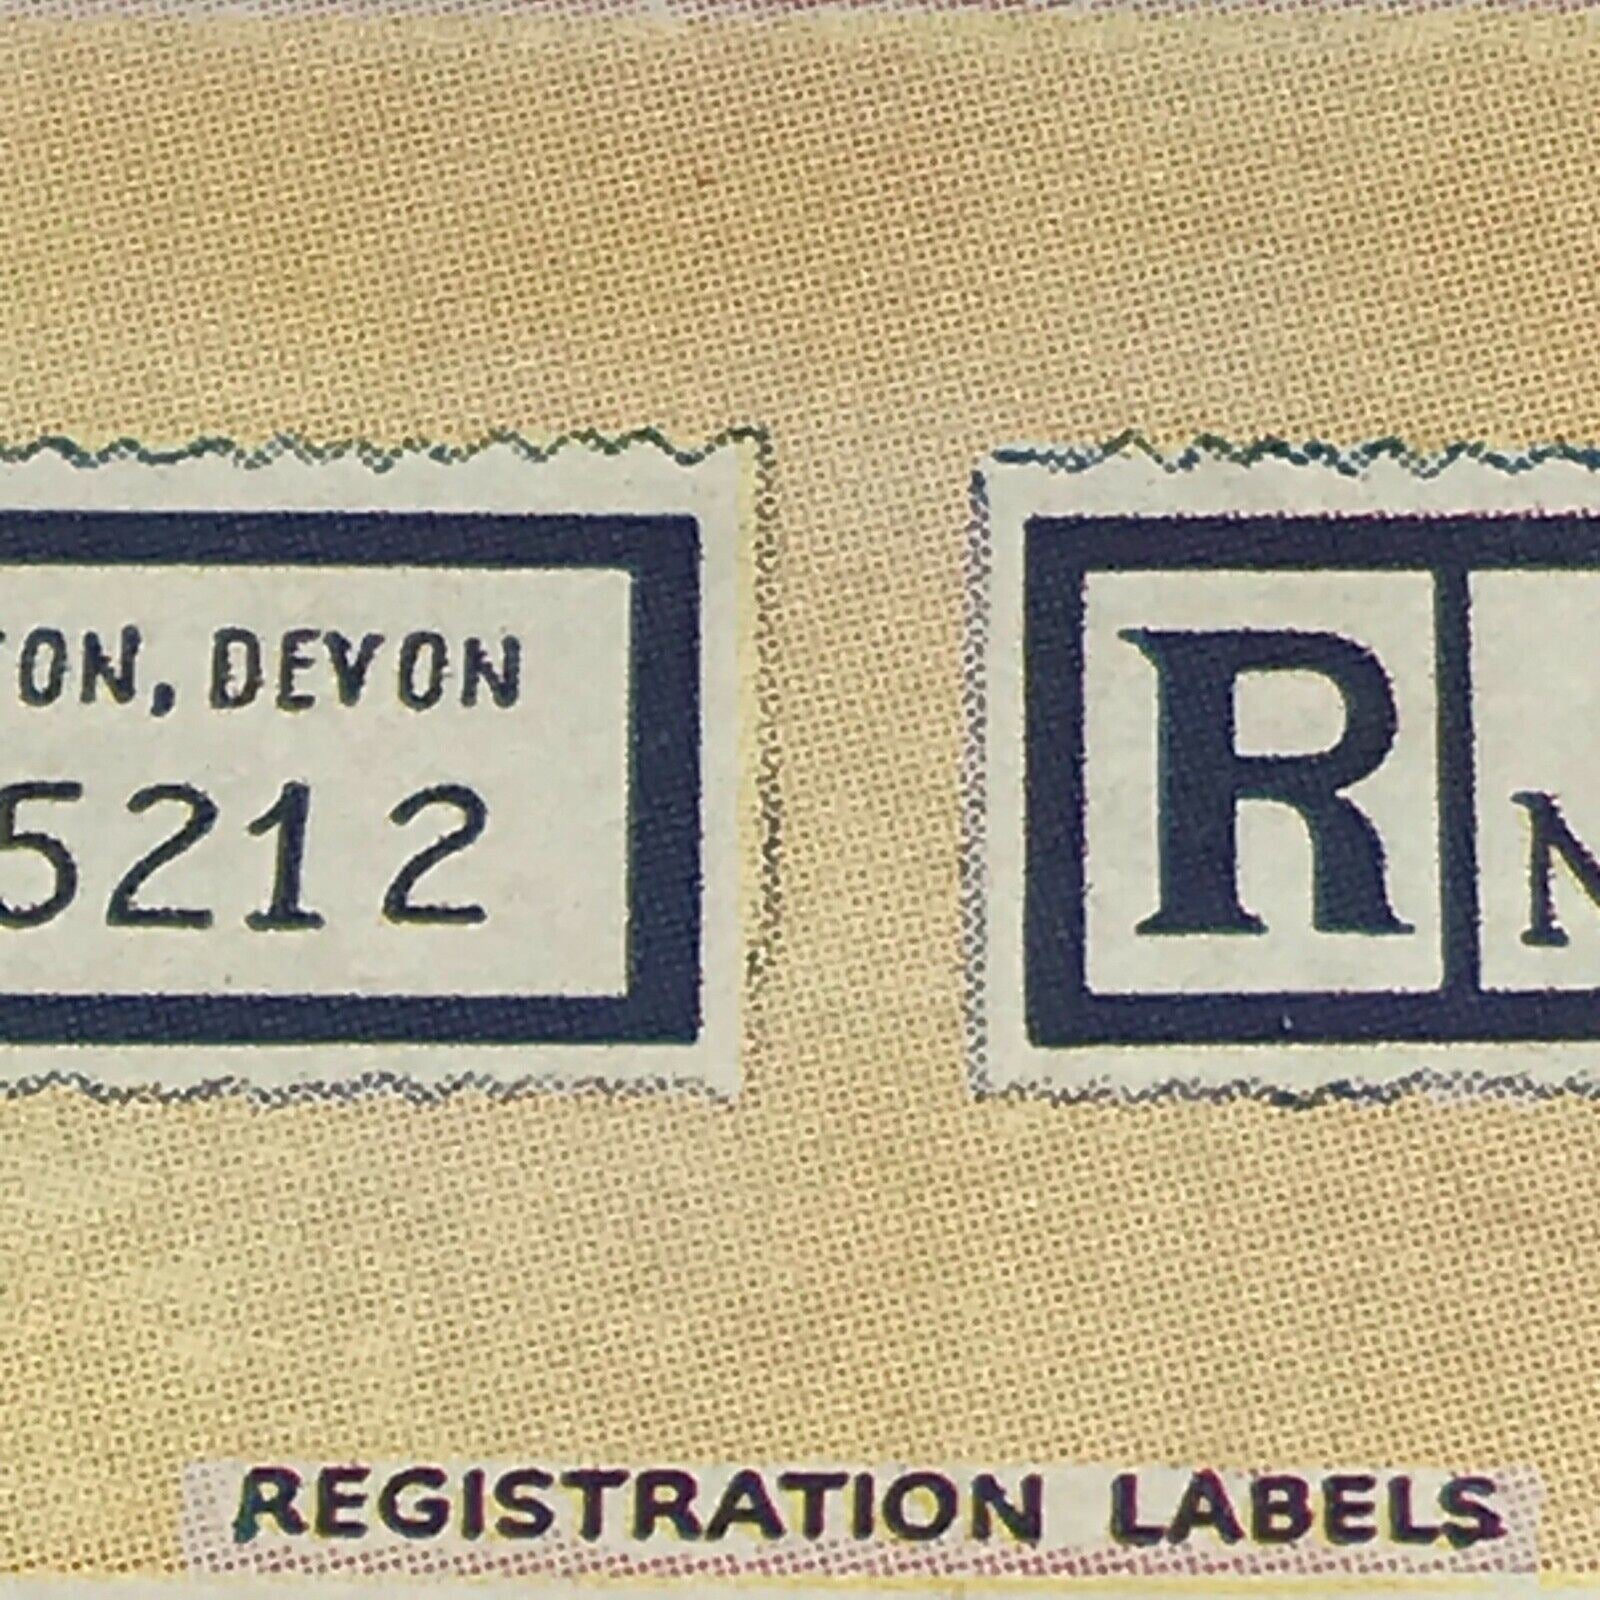 TON, DEVON
5212
R
N
REGISTRATION LABELS